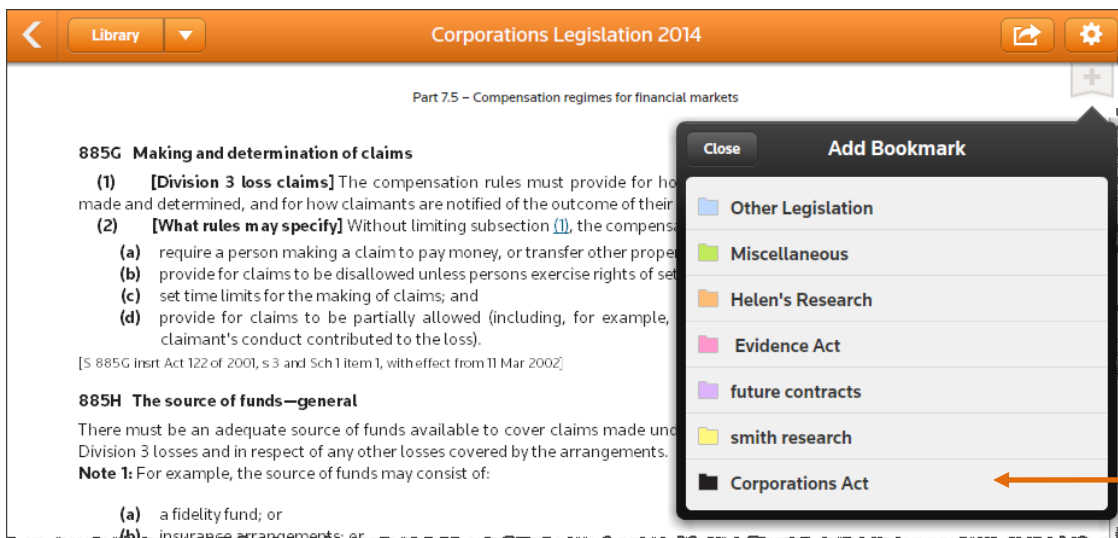 Library
Corporations Legislation 2014
Part 7.5 – Compensation regimes for financial markets
885G Making and determination of claims
(1) [Division 3 loss claims] The compensation rules must provide for ho
made and determined, and for how claimants are notified of the outcome of their
(2) [What rules may specify] Without limiting subsection (1), the compensa
(a) require a person making a claim to pay money, or transfer other proper
(b) provide for claims to be disallowed unless persons exercise rights of set
(c) set time limits for the making of claims; and
(d) provide for claims to be partially allowed (including, for example,
claimant's conduct contributed to the loss).
[S 885G insrt Act 122 of 2001, s 3 and Sch 1 item 1, with effect from 11 Mar 2002]
885H The source of funds—general
There must be an adequate source of funds available to cover claims made und
Division 3 losses and in respect of any other losses covered by the arrangements.
Note 1: For example, the source of funds may consist of:
(a) a fidelity fund; or
(b) insurance arrangements; or
Close
Add Bookmark
Other Legislation
Miscellaneous
Helen's Research
Evidence Act
future contracts
smith research
Corporations Act